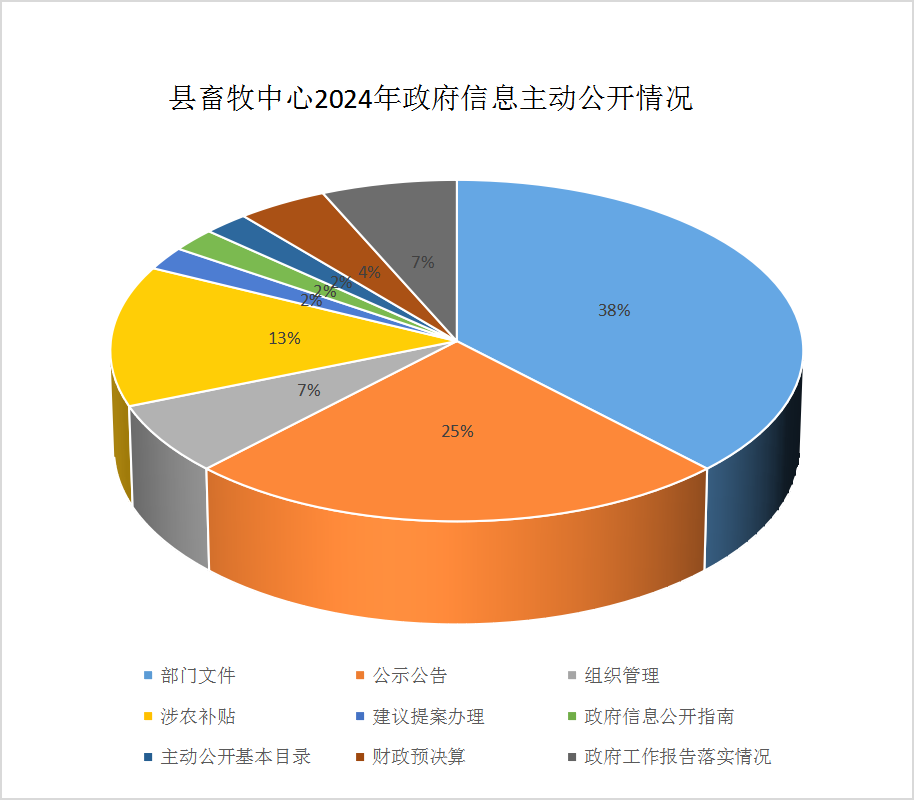 县畜牧中心2024年政府信息主动公开情况
7%
4%
2%
2%
2%
38%
13%
7%
25%
部门文件 公示公告 组织管理
涉农补贴 建议提案办理 政府信息公开指南
主动公开基本目录 财政预决算 政府工作报告落实情况